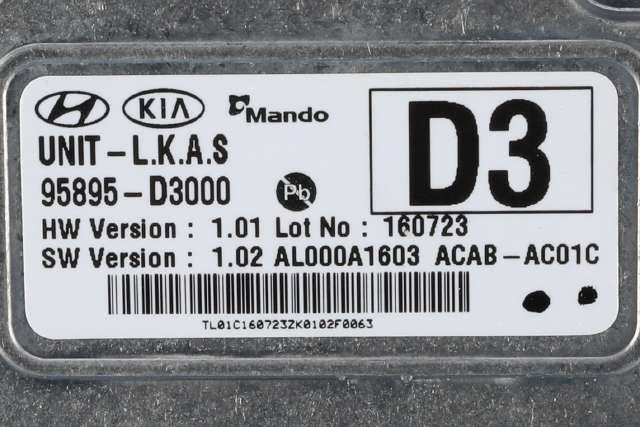 KIA Mando D3
UNIT-L.K.A.S
95895-D3000 Pb
HW Version : 1.01 Lot No : 160723
SW Version : 1.02 AL000A1603 ACAB-AC01C
TL01C160723ZK0102F0063